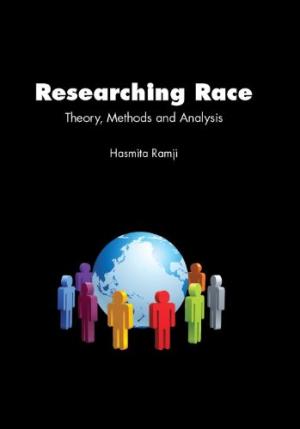 Researching Race
Theory, Methods and Analysis
Hasmita Ramji